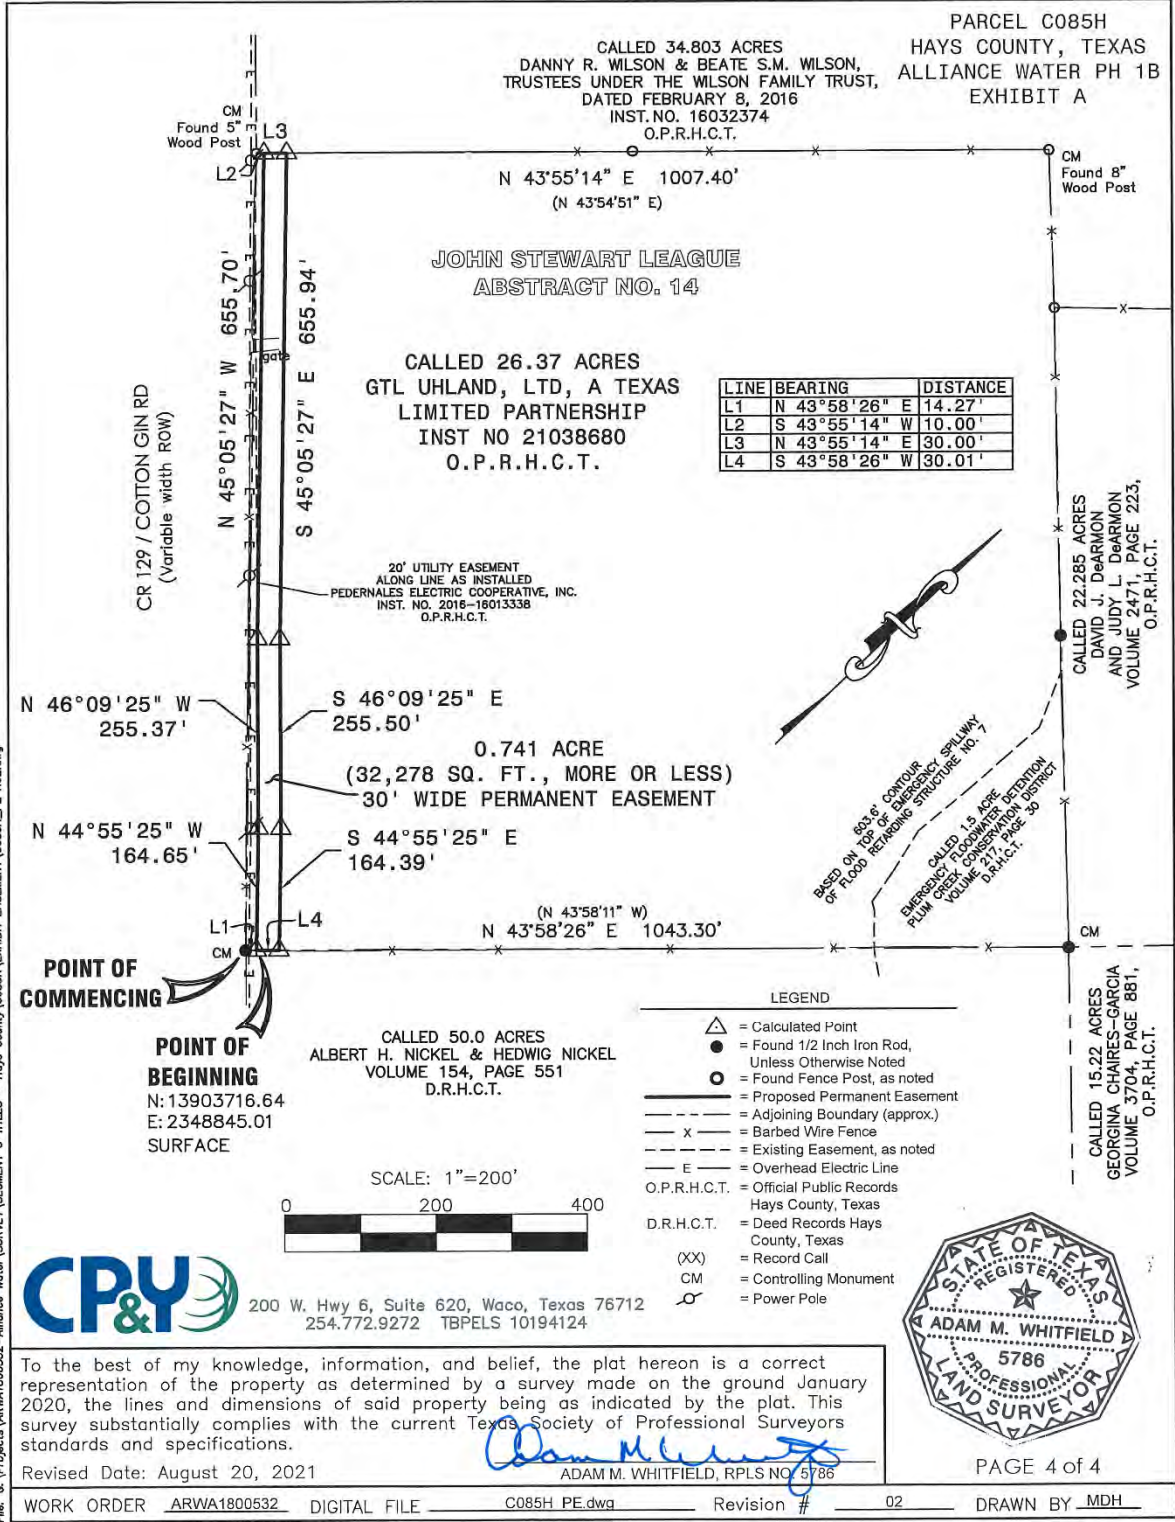 PARCEL C085H
HAYS COUNTY, TEXAS
ALLIANCE WATER PH 1B
EXHIBIT A
CALLED 34.803 ACRES
DANNY R. WILSON & BEATE S.M. WILSON,
TRUSTEES UNDER THE WILSON FAMILY TRUST,
DATED FEBRUARY 8, 2016
INST. NO. 16032374
O.P.R.H.C.T.
CM
Found 5"
Wood Post
L3
L2
N 43°55'14" E 1007.40'
(N 43°54'51" E)
CM
Found 8"
Wood Post
JOHN STEWART LEAGUE
ABSTRACT NO. 14
N 45°05'27" W 655.70'
S 45°05'27" E 655.94'
gate
CALLED 26.37 ACRES
GTL UHLAND, LTD, A TEXAS
LIMITED PARTNERSHIP
INST NO 21038680
O.P.R.H.C.T.
LINE BEARING DISTANCE
L1 N 43°58'26" E 14.27'
L2 S 43°55'14" W 10.00'
L3 N 43°55'14" E 30.00'
L4 S 43°58'26" W 30.01'
CR 129 / COTTON GIN RD
(Variable width ROW)
20' UTILITY EASEMENT
ALONG LINE AS INSTALLED
PEDERNALES ELECTRIC COOPERATIVE, INC.
INST. NO. 2016-16013338
O.P.R.H.C.T.
CALLED 22.285 ACRES
DAVID J. DeARMON
AND JUDY L. DeARMON
VOLUME 2471, PAGE 223,
O.P.R.H.C.T.
N 46°09'25" W
255.37'
S 46°09'25" E
255.50'
0.741 ACRE
(32,278 SQ. FT., MORE OR LESS)
30' WIDE PERMANENT EASEMENT
N 44°55'25" W
164.65'
S 44°55'25" E
164.39'
603.6' CONTOUR
BASED ON TOP OF EMERGENCY SPILLWAY
OF FLOOD RETARDING STRUCTURE NO. 7
CALLED 1.5 ACRE
EMERGENCY FLOODWATER DETENTION
PLUM CREEK CONSERVATION DISTRICT
VOLUME 217, PAGE 30
D.R.H.C.T.
L1
L4
(N 43°58'11" W)
N 43°58'26" E 1043.30'
CM
CM
POINT OF
COMMENCING
POINT OF
BEGINNING
N: 13903716.64
E: 2348845.01
SURFACE
CALLED 50.0 ACRES
ALBERT H. NICKEL & HEDWIG NICKEL
VOLUME 154, PAGE 551
D.R.H.C.T.
CALLED 15.22 ACRES
GEORGINA CHAIRES-GARCIA
VOLUME 3704, PAGE 881,
O.P.R.H.C.T.
LEGEND
= Calculated Point
= Found 1/2 Inch Iron Rod,
Unless Otherwise Noted
= Found Fence Post, as noted
= Proposed Permanent Easement
= Adjoining Boundary (approx.)
X = Barbed Wire Fence
= Existing Easement, as noted
E = Overhead Electric Line
O.P.R.H.C.T. = Official Public Records
Hays County, Texas
D.R.H.C.T. = Deed Records Hays
County, Texas
(XX) = Record Call
CM = Controlling Monument
= Power Pole
SCALE: 1"=200'
0 200 400
CP&Y
200 W. Hwy 6, Suite 620, Waco, Texas 76712
254.772.9272 TBPELS 10194124
STATE OF TEXAS
REGISTERED
ADAM M. WHITFIELD
5786
PROFESSIONAL
LAND SURVEYOR
To the best of my knowledge, information, and belief, the plat hereon is a correct
representation of the property as determined by a survey made on the ground January
2020, the lines and dimensions of said property being as indicated by the plat. This
survey substantially complies with the current Texas Society of Professional Surveyors
standards and specifications.
Revised Date: August 20, 2021
ADAM M. WHITFIELD, RPLS NO. 5786
PAGE 4 of 4
WORK ORDER ARWA1800532 DIGITAL FILE C085H PE.dwg Revision # 02 DRAWN BY MDH